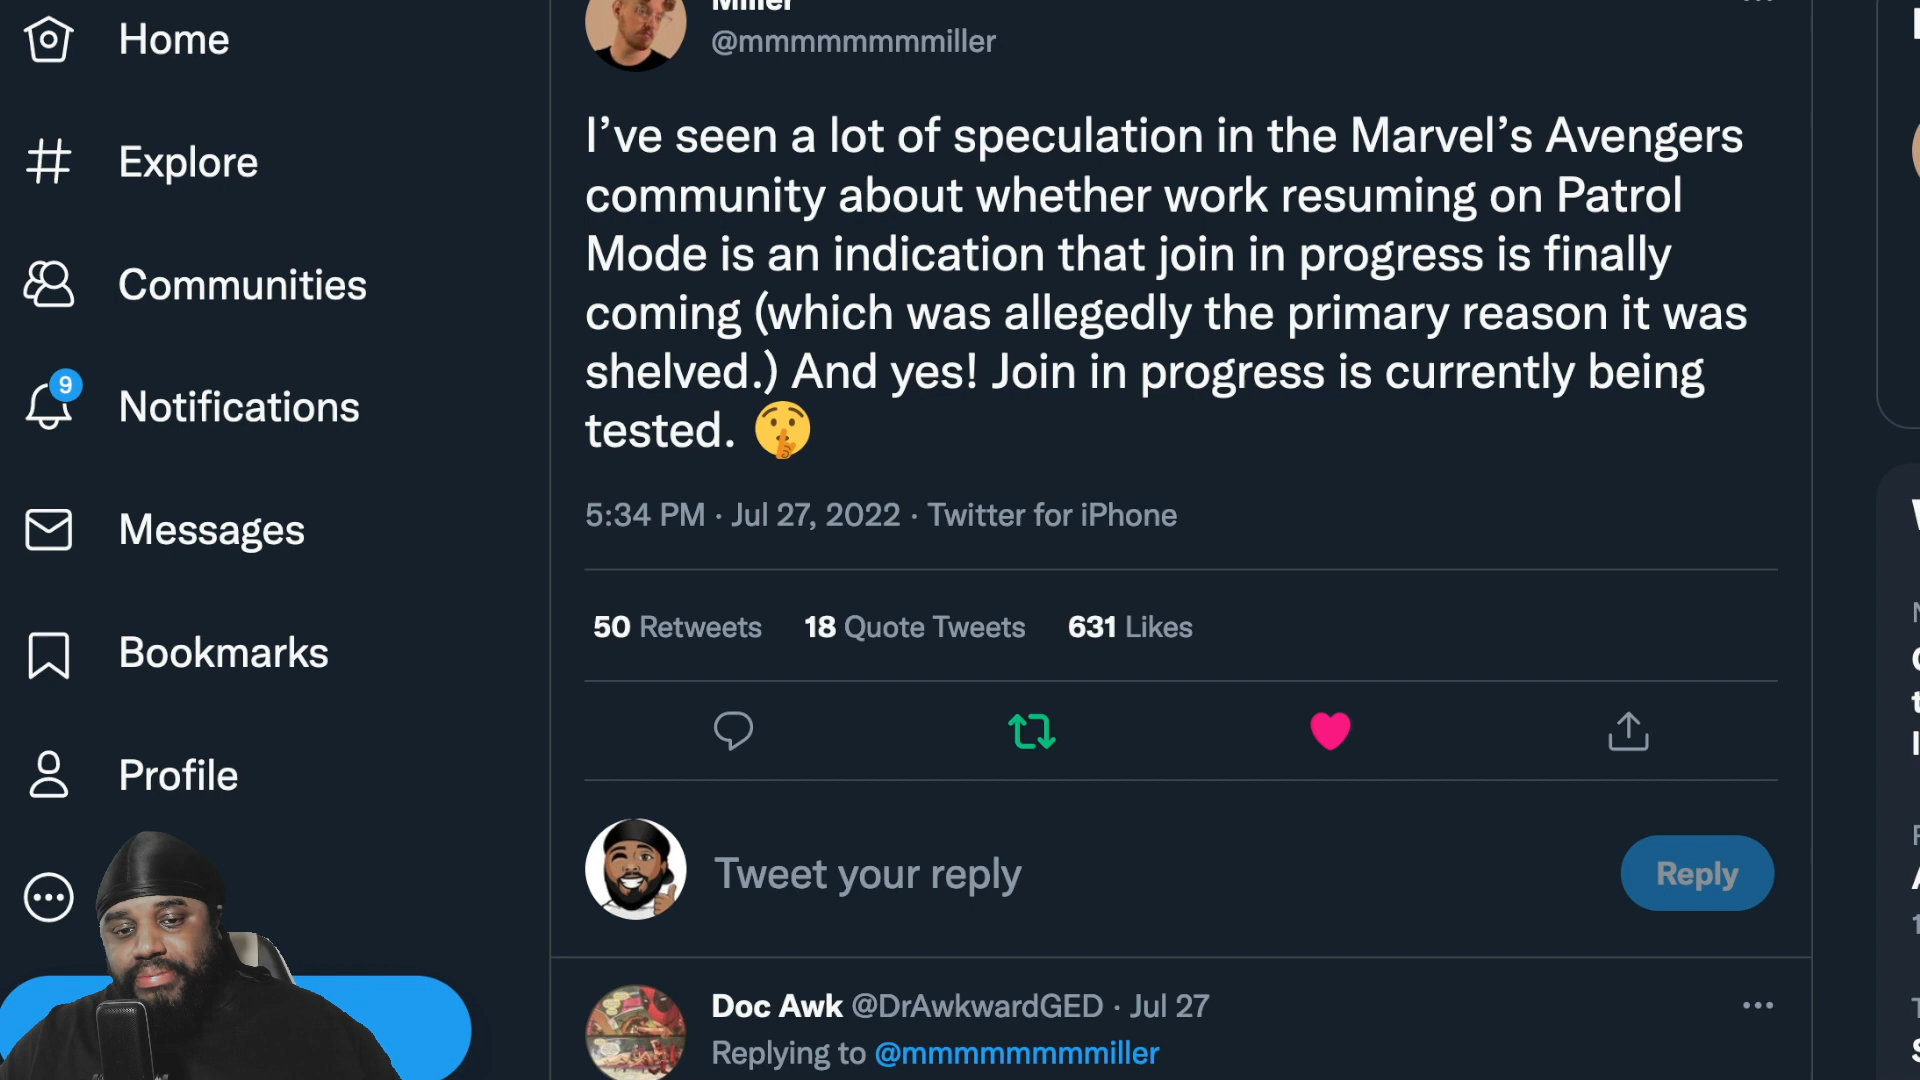 Home
Explore
Communities
9
Notifications
Messages
Bookmarks
Profile
Miller
@mmmmmmmmiller
I’ve seen a lot of speculation in the Marvel’s Avengers
community about whether work resuming on Patrol
Mode is an indication that join in progress is finally
coming (which was allegedly the primary reason it was
shelved.) And yes! Join in progress is currently being
tested. 🤫
5:34 PM · Jul 27, 2022 · Twitter for iPhone
50 Retweets 18 Quote Tweets 631 Likes
Tweet your reply
Reply
Doc Awk @DrAwkwardGED · Jul 27
Replying to @mmmmmmmmiller